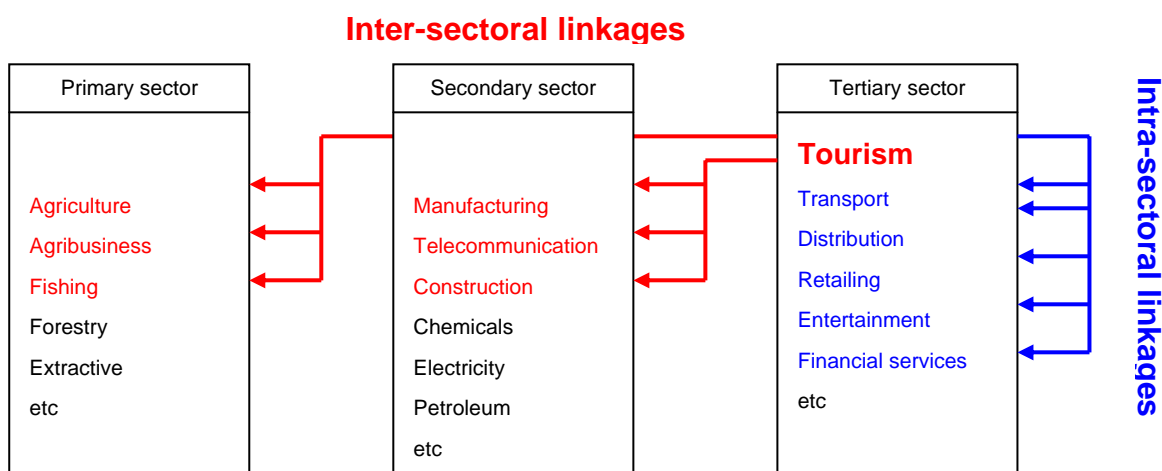 Inter-sectoral linkages
Primary sector
Agriculture
Agribusiness
Fishing
Forestry
Extractive
etc
Secondary sector
Manufacturing
Telecommunication
Construction
Chemicals
Electricity
Petroleum
etc
Tertiary sector
Tourism
Transport
Distribution
Retailing
Entertainment
Financial services
etc
Intra-sectoral linkages